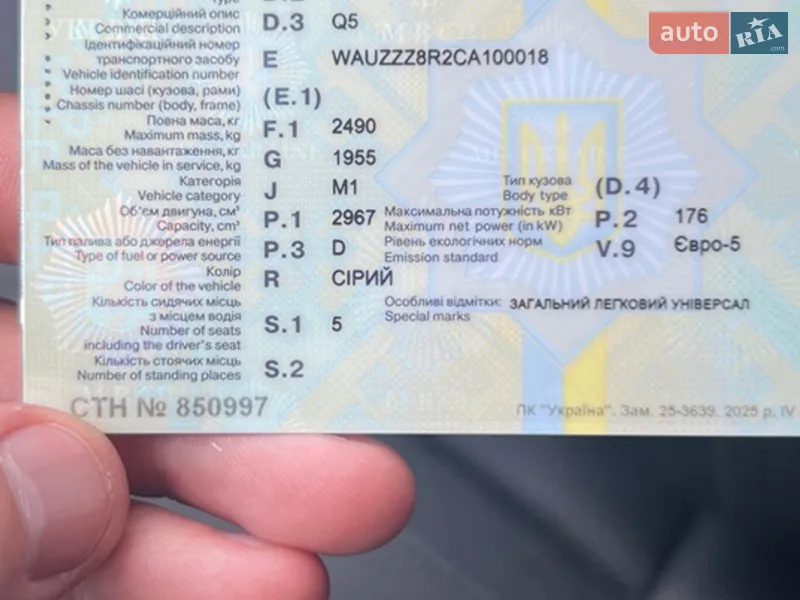 Комерційний опис
Commercial description
D.3
Q5
Ідентифікаційний номер
транспортного засобу
Vehicle identification number
E
WAUZZZ8R2CA100018
Номер шасі (кузова, рами)
Chassis number (body, frame)
(E.1)
Повна маса, кг
Maximum mass, kg
F.1
2490
Маса без навантаження, кг
Mass of the vehicle in service, kg
G
1955
Категорія
Vehicle category
J
M1
Тип кузова
Body type
(D.4)
Об'єм двигуна, см³
Capacity, cm³
P.1
2967
Максимальна потужність кВт
Maximum net power (in kW)
P.2
176
Тип палива або джерела енергії
Type of fuel or power source
P.3
D
Рівень екологічних норм
Emission standard
V.9
Євро-5
Колір
Color of the vehicle
R
СІРИЙ
Кількість сидячих місць
з місцем водія
Number of seats
including the driver's seat
S.1
5
Особливі відмітки:
Special marks
ЗАГАЛЬНИЙ ЛЕГКОВИЙ УНІВЕРСАЛ
Кількість стоячих місць
Number of standing places
S.2
СТН № 850997
ПК "Україна". Зам. 25-3639. 2025 р. IV
auto RIA
.com